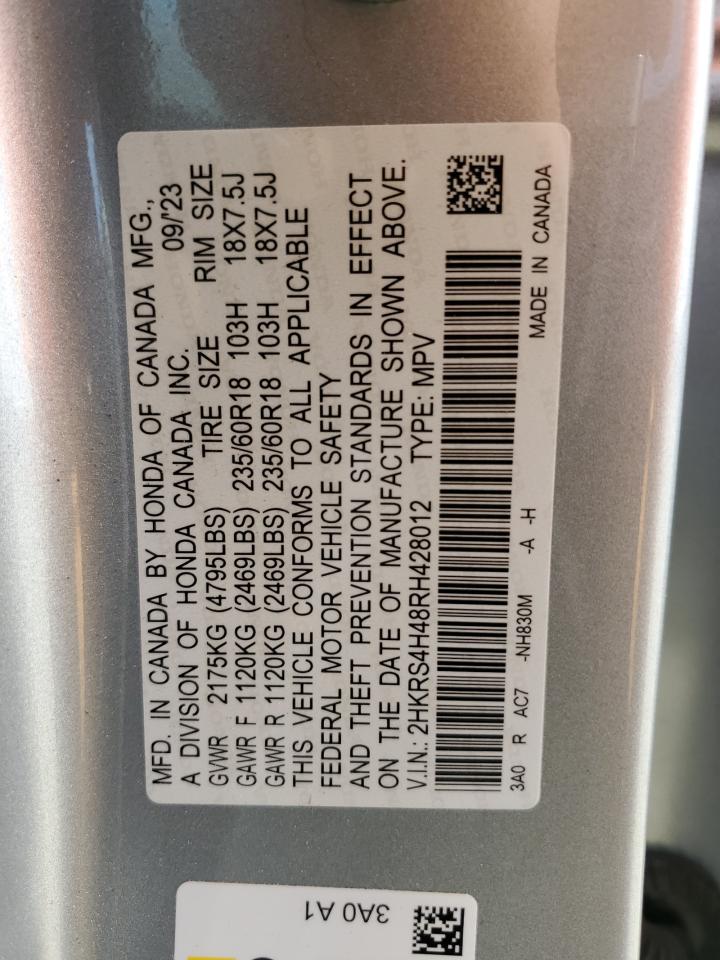 MFD. IN CANADA BY HONDA OF CANADA MFG.,
A DIVISION OF HONDA CANADA INC. 09/'23
GVWR 2175KG (4795LBS) TIRE SIZE RIM SIZE
GAWR F 1120KG (2469LBS) 235/60R18 103H 18X7.5J
GAWR R 1120KG (2469LBS) 235/60R18 103H 18X7.5J
THIS VEHICLE CONFORMS TO ALL APPLICABLE
FEDERAL MOTOR VEHICLE SAFETY
AND THEFT PREVENTION STANDARDS IN EFFECT
ON THE DATE OF MANUFACTURE SHOWN ABOVE.
V.I.N.: 2HKRS4H48RH428012 TYPE: MPV
3A0 R AC7 -NH830M -A -H MADE IN CANADA
3A0 A1